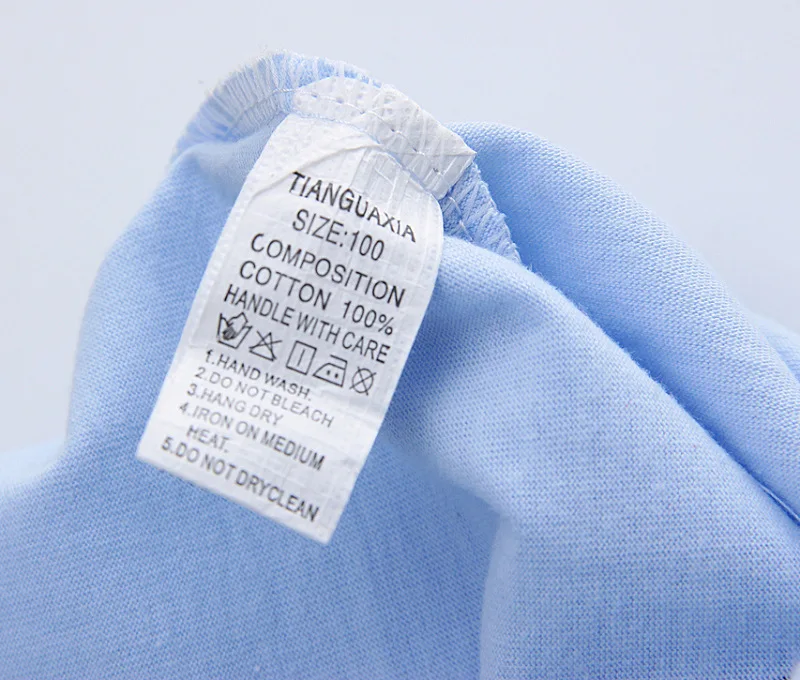 TIANGUAXIA
SIZE:100
COMPOSITION
COTTON 100%
HANDLE WITH CARE
1.HAND WASH.
2.DO NOT BLEACH
3.HANG DRY
4.IRON ON MEDIUM
HEAT.
5.DO NOT DRYCLEAN